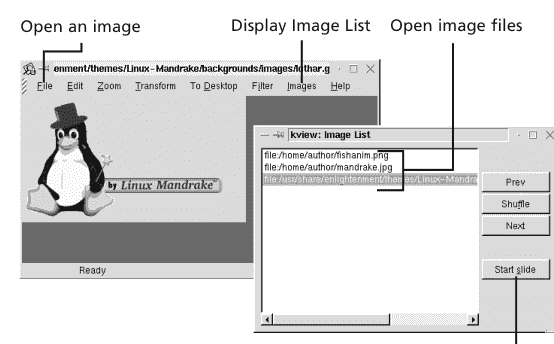 Open an image
Display Image List
Open image files
enment/themes/Linux-Mandrake/backgrounds/images/lothar.g
File Edit Zoom Transform To Desktop Filter Images Help
by Linux Mandrake
Ready
kview: Image List
file:/home/author/fishanim.png
file:/home/author/mandrake.jpg
file:/usr/share/enlightenment/themes/Linux-Mandra
Prev
Shuffle
Next
Start slide